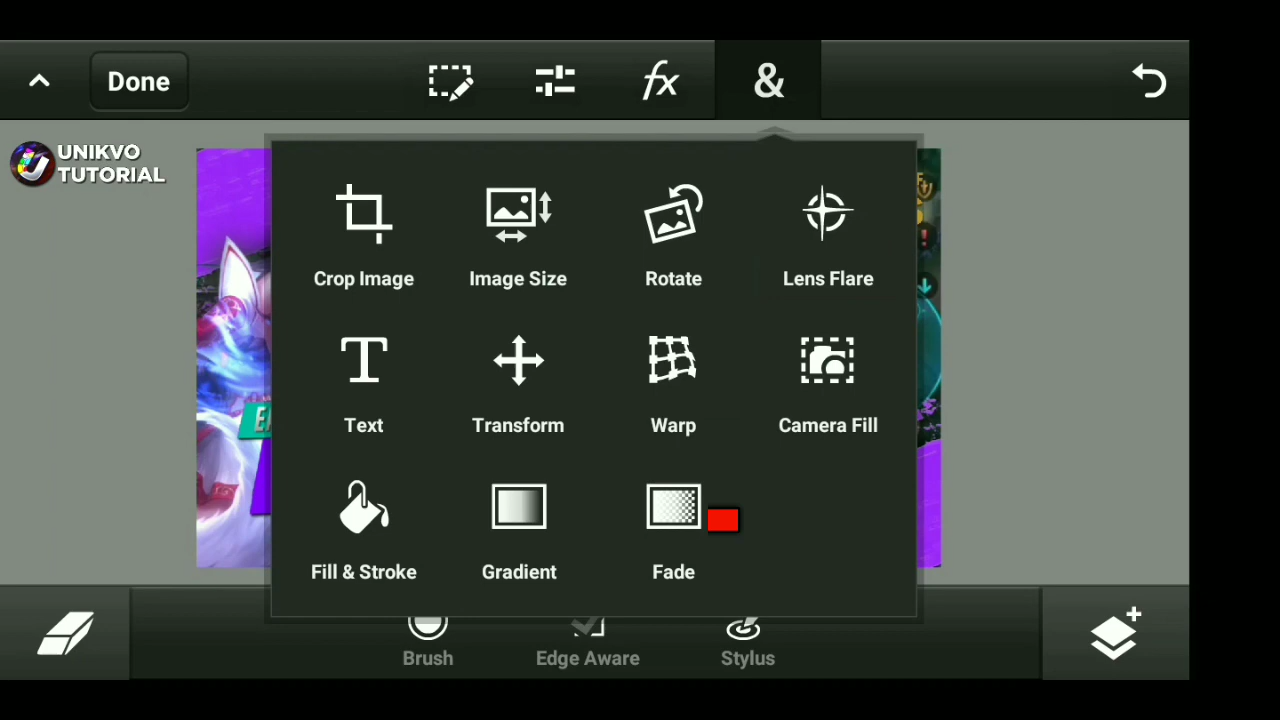 Done
fx
&
UNIKVO
TUTORIAL
Crop Image
Image Size
Rotate
Lens Flare
Text
Transform
Warp
Camera Fill
Fill & Stroke
Gradient
Fade
Brush
Edge Aware
Stylus